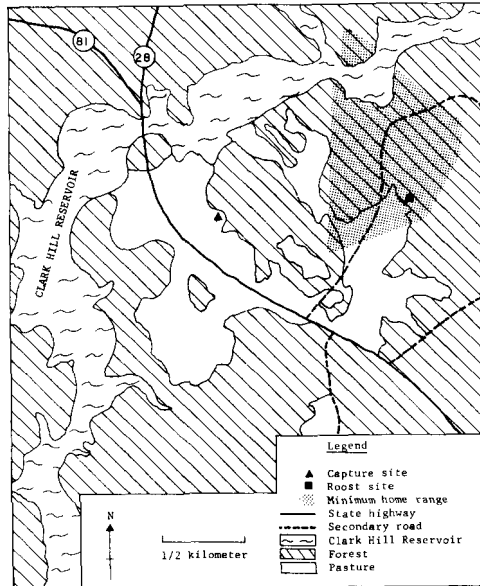 81
28
CLARK HILL RESERVOIR
Legend
Capture site
Roost site
Minimum home range
State highway
Secondary road
Clark Hill Reservoir
Forest
Pasture
N
1/2 kilometer